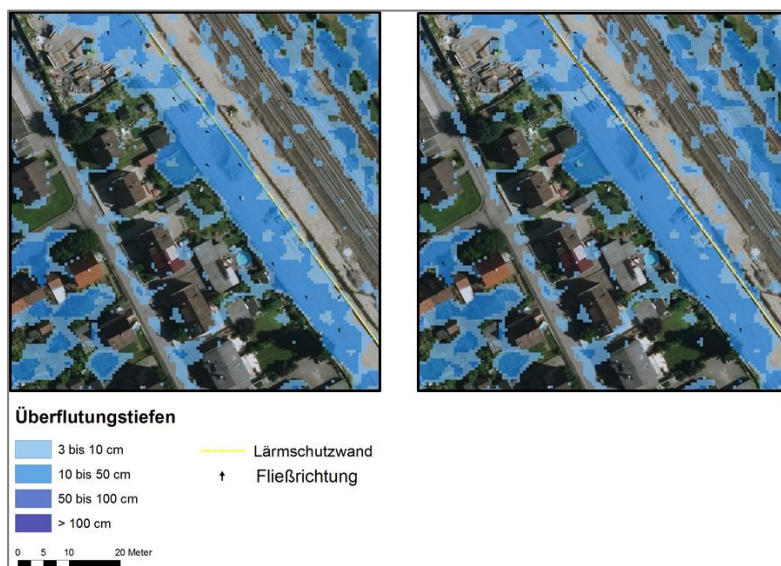 Überflutungstiefen
3 bis 10 cm
10 bis 50 cm
50 bis 100 cm
> 100 cm
Lärmschutzwand
Fließrichtung
0 5 10 20 Meter